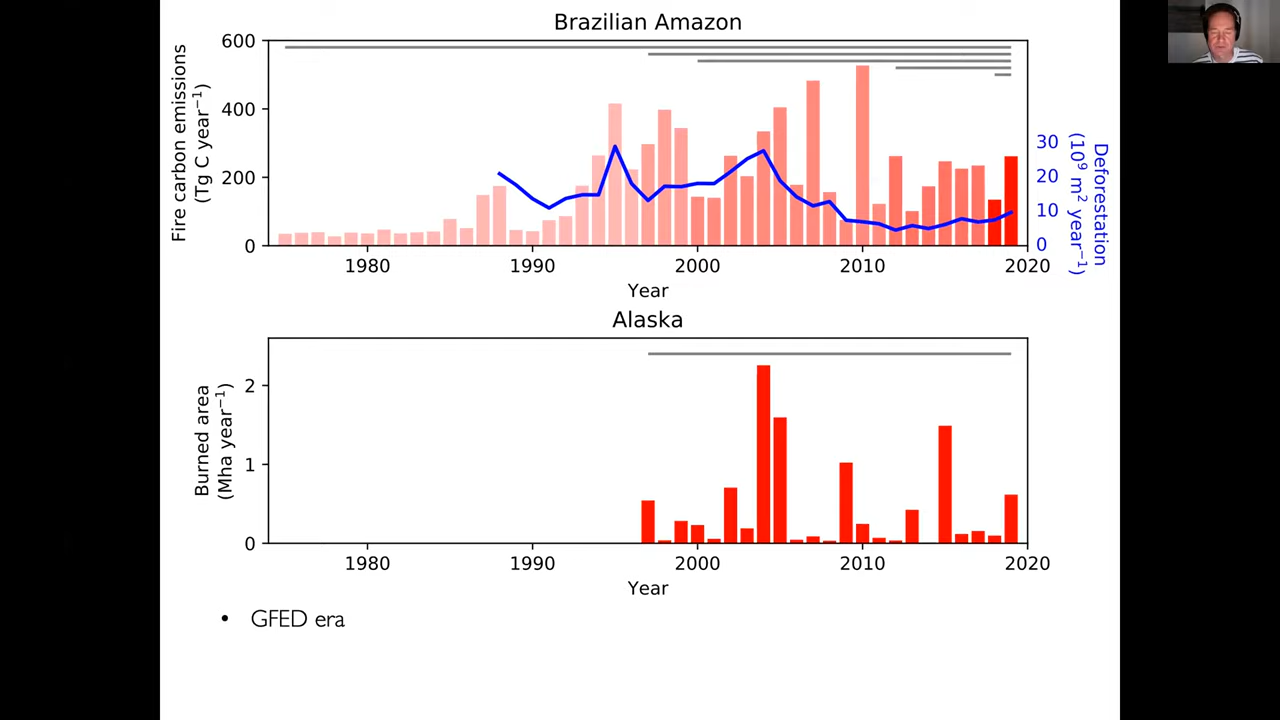 Brazilian Amazon
Fire carbon emissions
(Tg C year⁻¹)
600
400
200
0
30
20
10
0
Deforestation
(10⁹ m² year⁻¹)
1980
1990
2000
2010
2020
Year
Alaska
Burned area
(Mha year⁻¹)
2
1
0
1980
1990
2000
2010
2020
Year
• GFED era